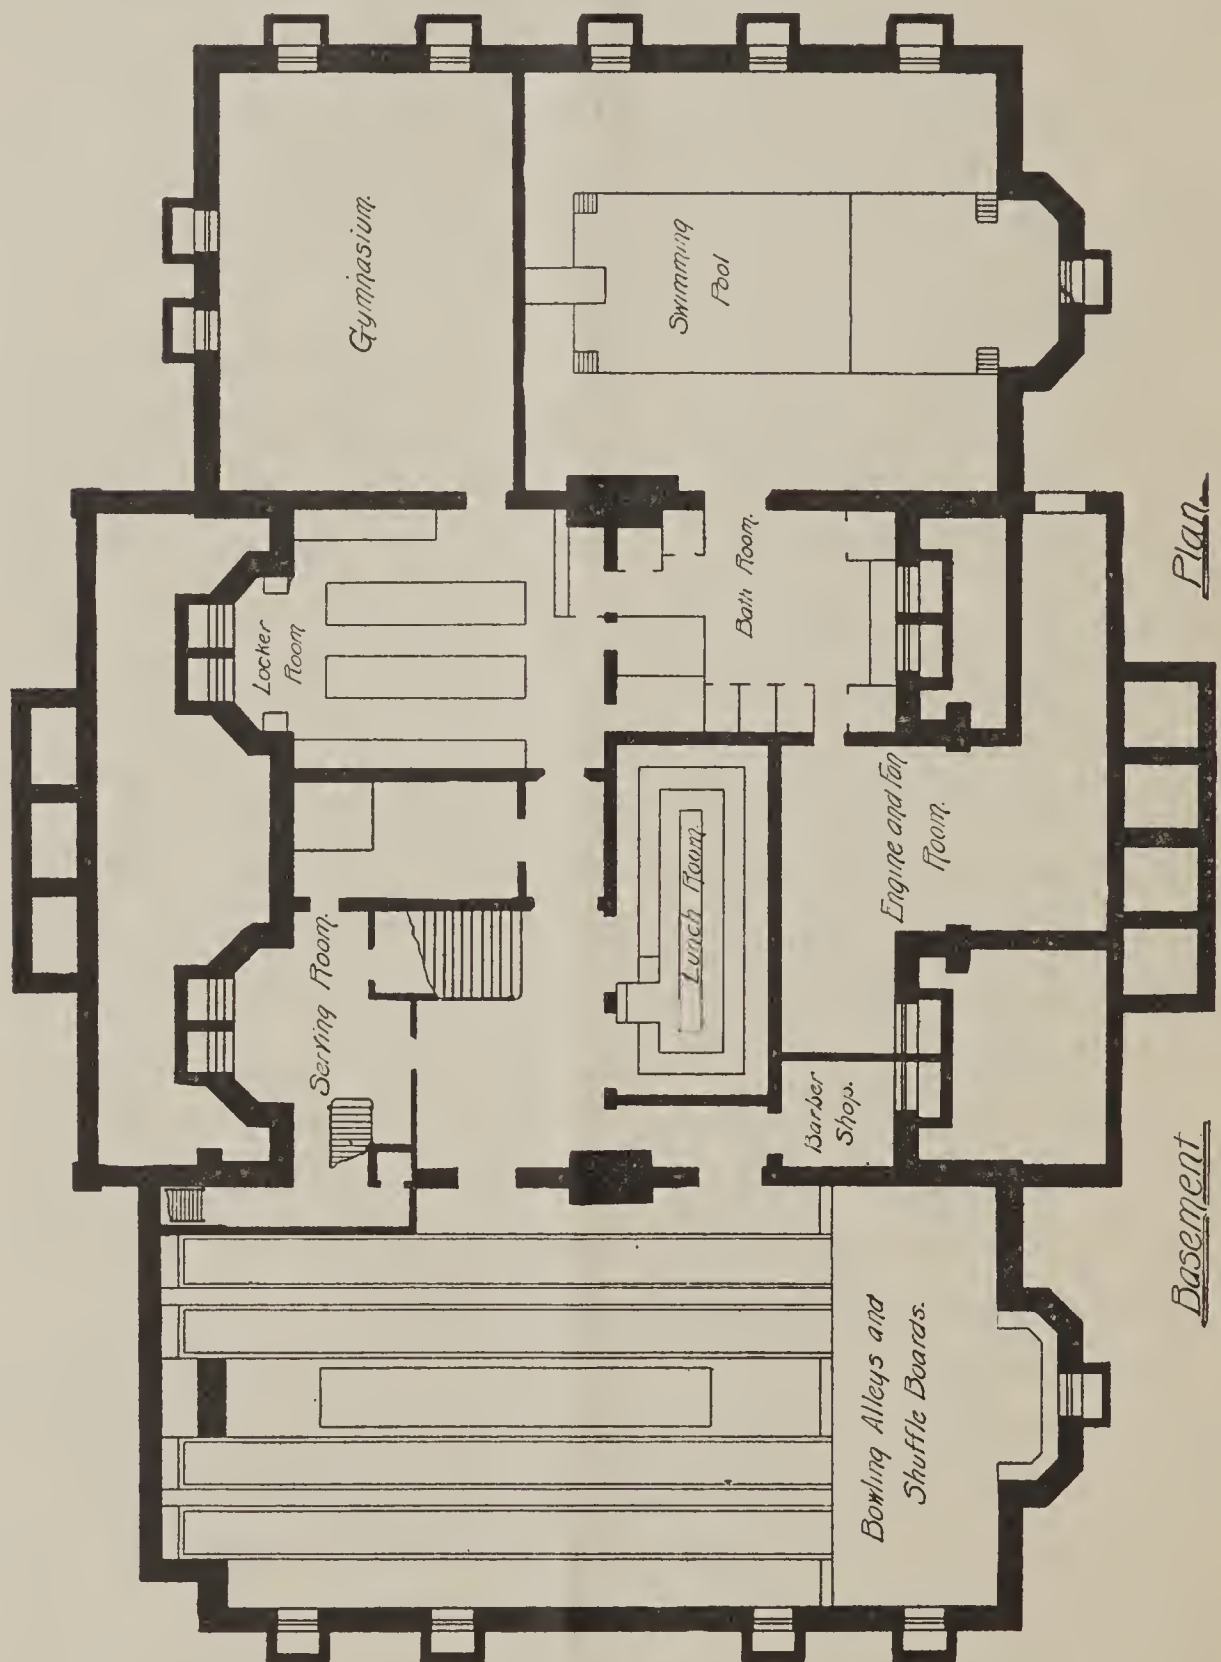 Bowling Alleys and
Shuffle Boards.
Serving Room.
Barber
Shop.
Lunch Room.
Engine and Fan
Room.
Locker
Room
Bath Room.
Gymnasium.
Swimming
Pool
Basement
Plan.